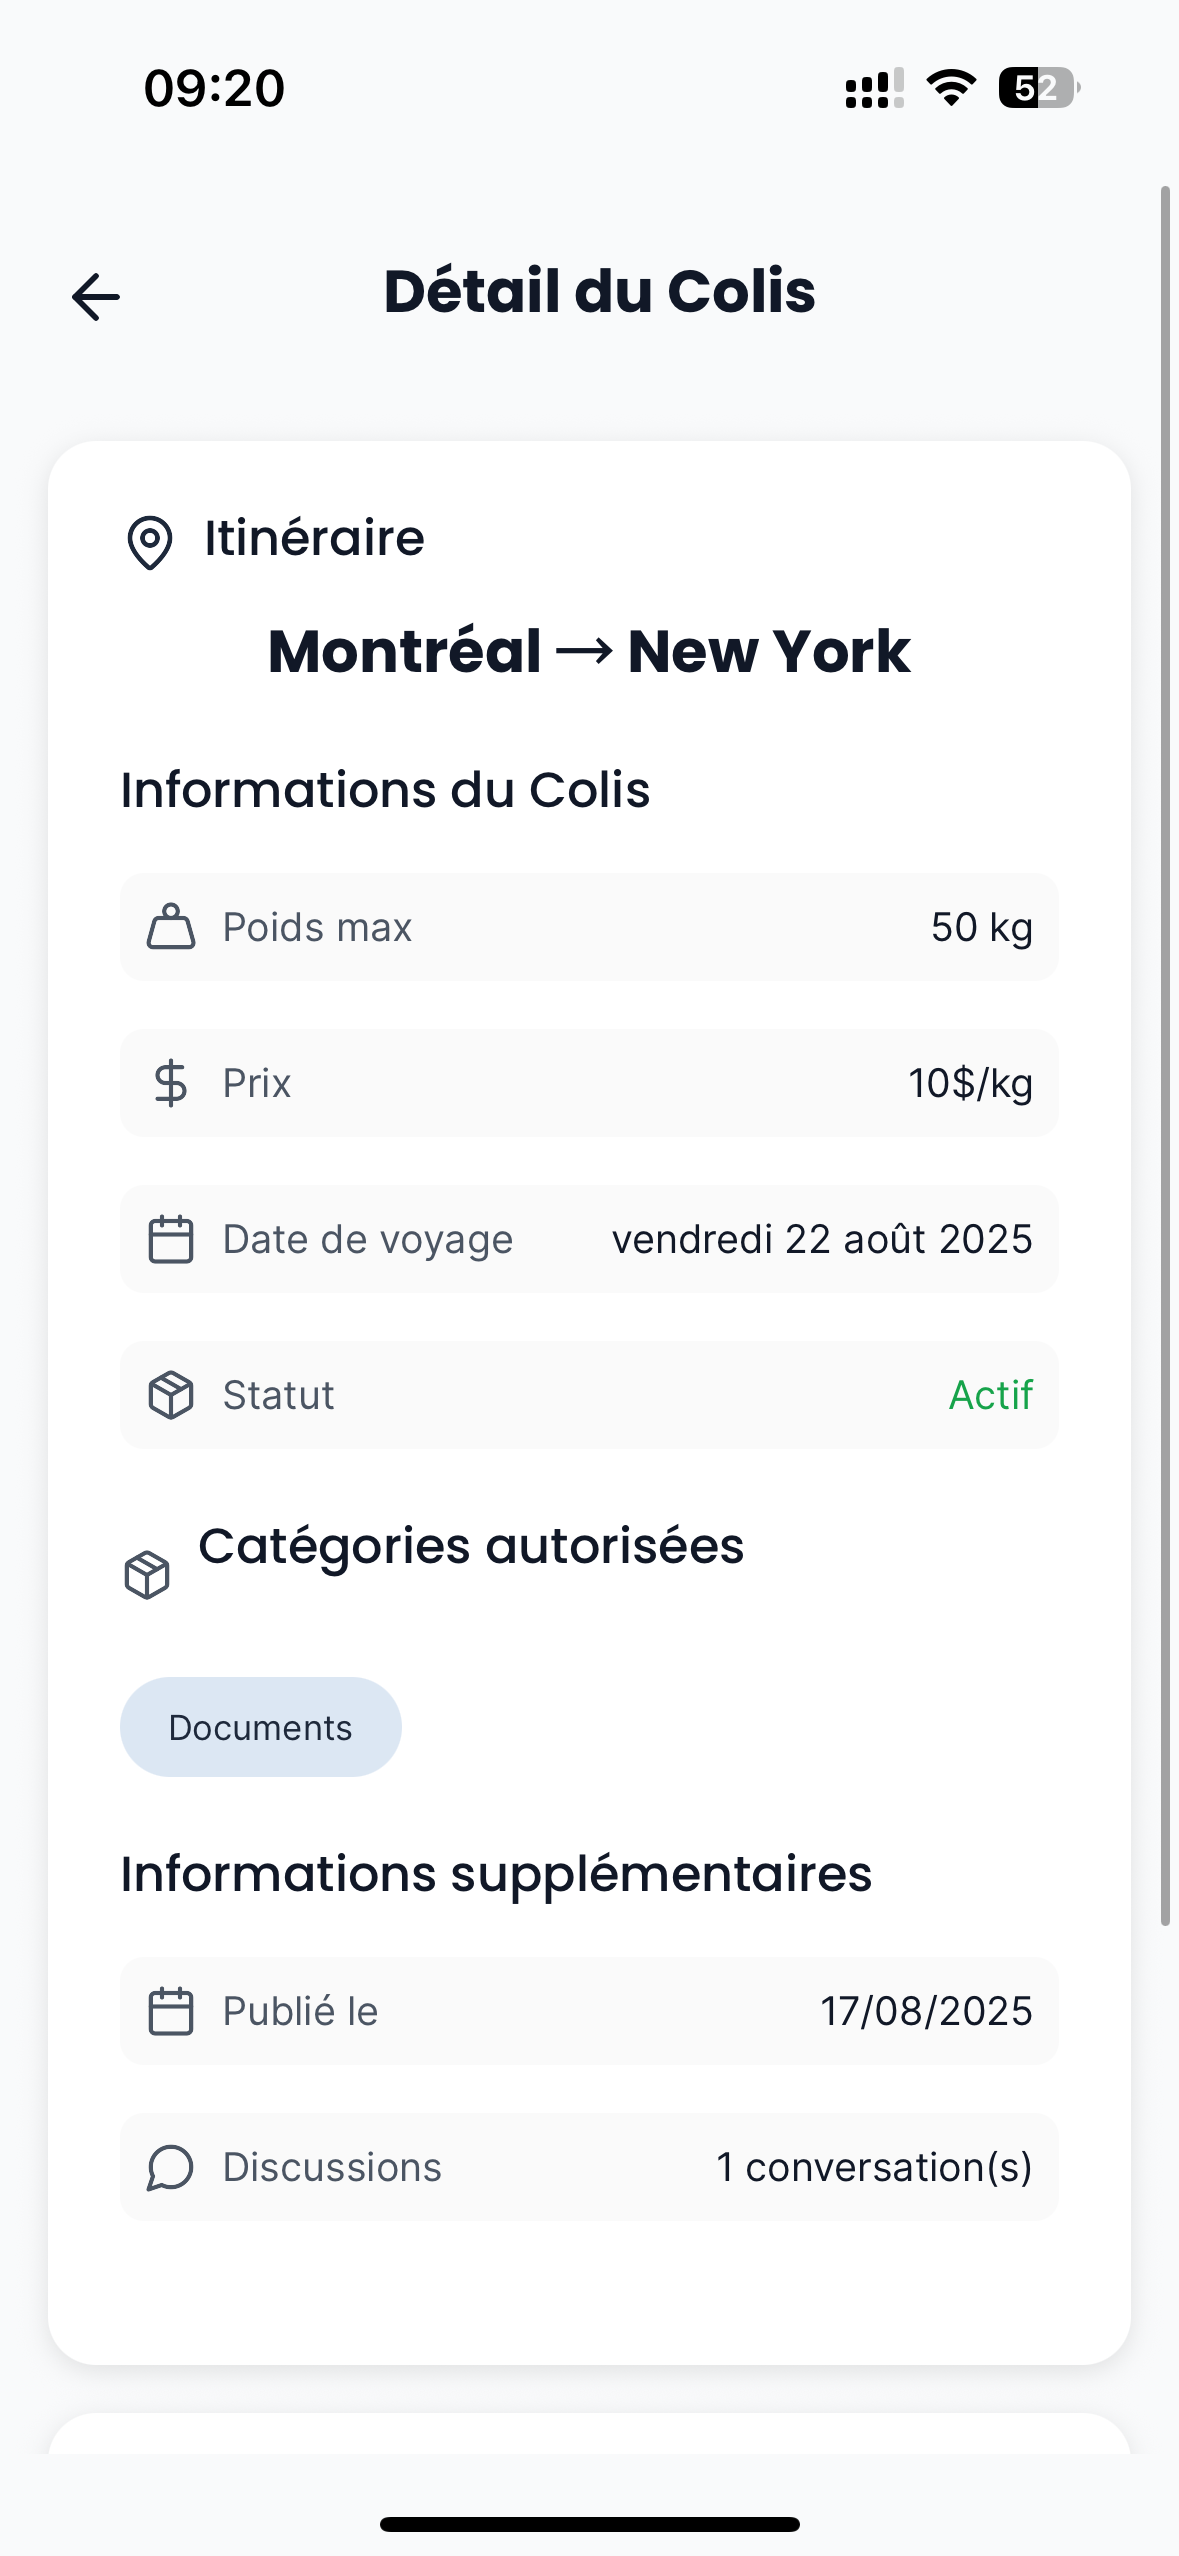 09:20
52
Détail du Colis
Itinéraire
Montréal → New York
Informations du Colis
Poids max 50 kg
Prix 10$/kg
Date de voyage vendredi 22 août 2025
Statut Actif
Catégories autorisées
Documents
Informations supplémentaires
Publié le 17/08/2025
Discussions 1 conversation(s)